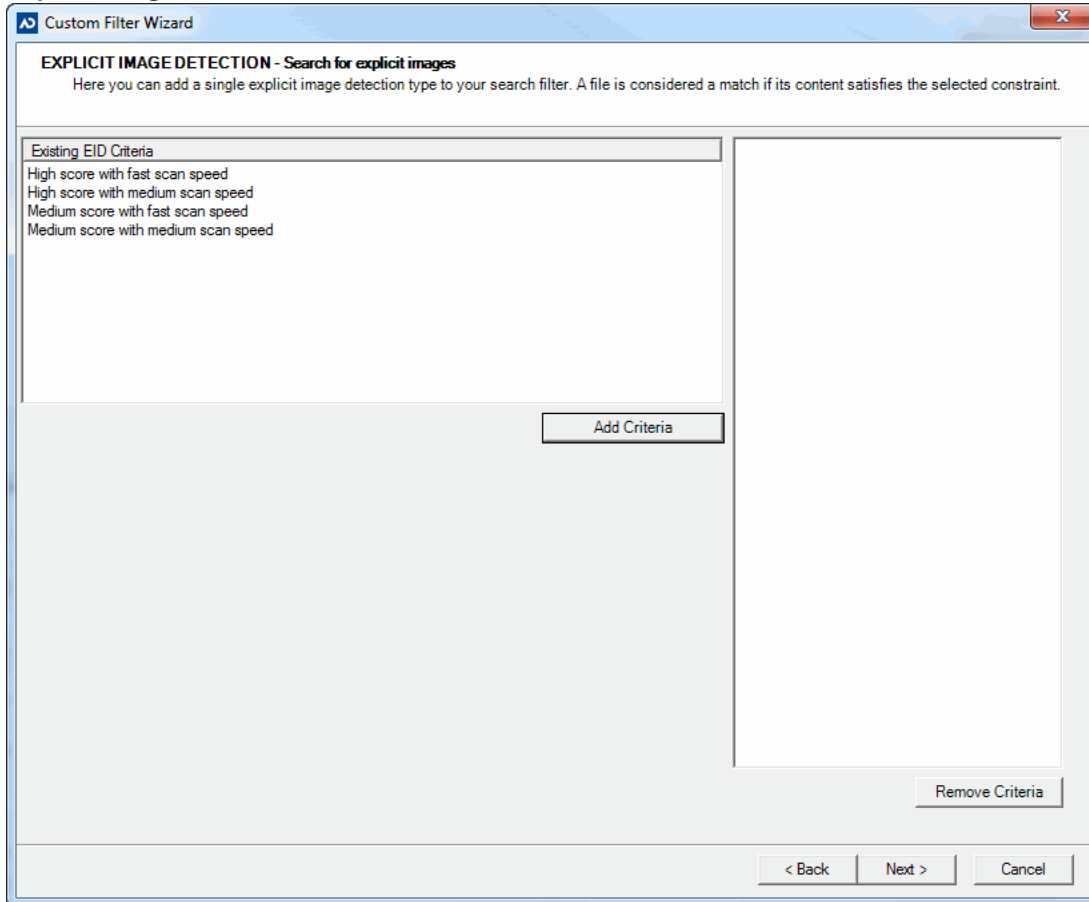 Custom Filter Wizard
EXPLICIT IMAGE DETECTION - Search for explicit images
Here you can add a single explicit image detection type to your search filter. A file is considered a match if its content satisfies the selected constraint.
Existing EID Criteria
High score with fast scan speed
High score with medium scan speed
Medium score with fast scan speed
Medium score with medium scan speed
Add Criteria
Remove Criteria
< Back
Next >
Cancel